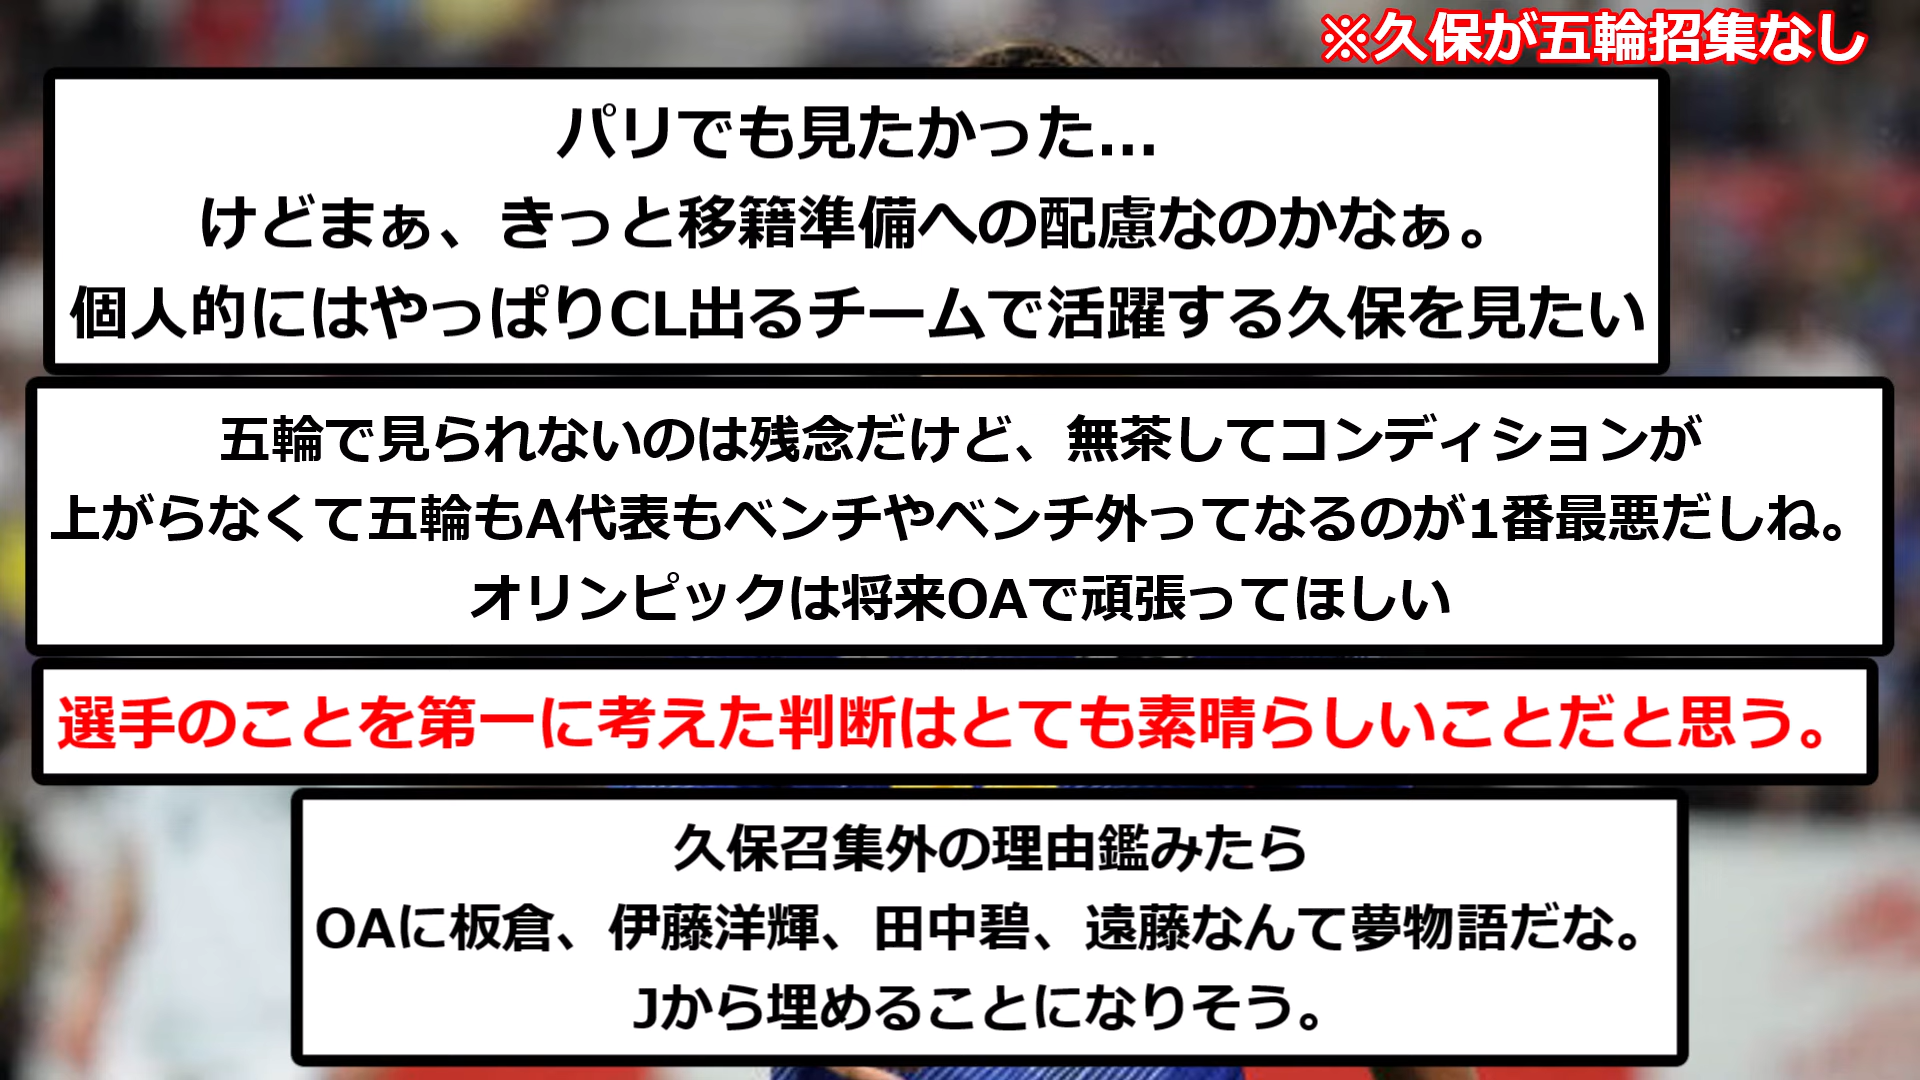 ※久保が五輪招集なし
パリでも見たかった…
けどまぁ、きっと移籍準備への配慮なのかなぁ。
個人的にはやっぱりCL出るチームで活躍する久保を見たい
五輪で見られないのは残念だけど、無茶してコンディションが
上がらなくて五輪もA代表もベンチやベンチ外ってなるのが1番最悪だしね。
オリンピックは将来OAで頑張ってほしい
選手のことを第一に考えた判断はとても素晴らしいことだと思う。
久保召集外の理由鑑みたら
OAに板倉、伊藤洋輝、田中碧、遠藤なんて夢物語だな。
Jから埋めることになりそう。